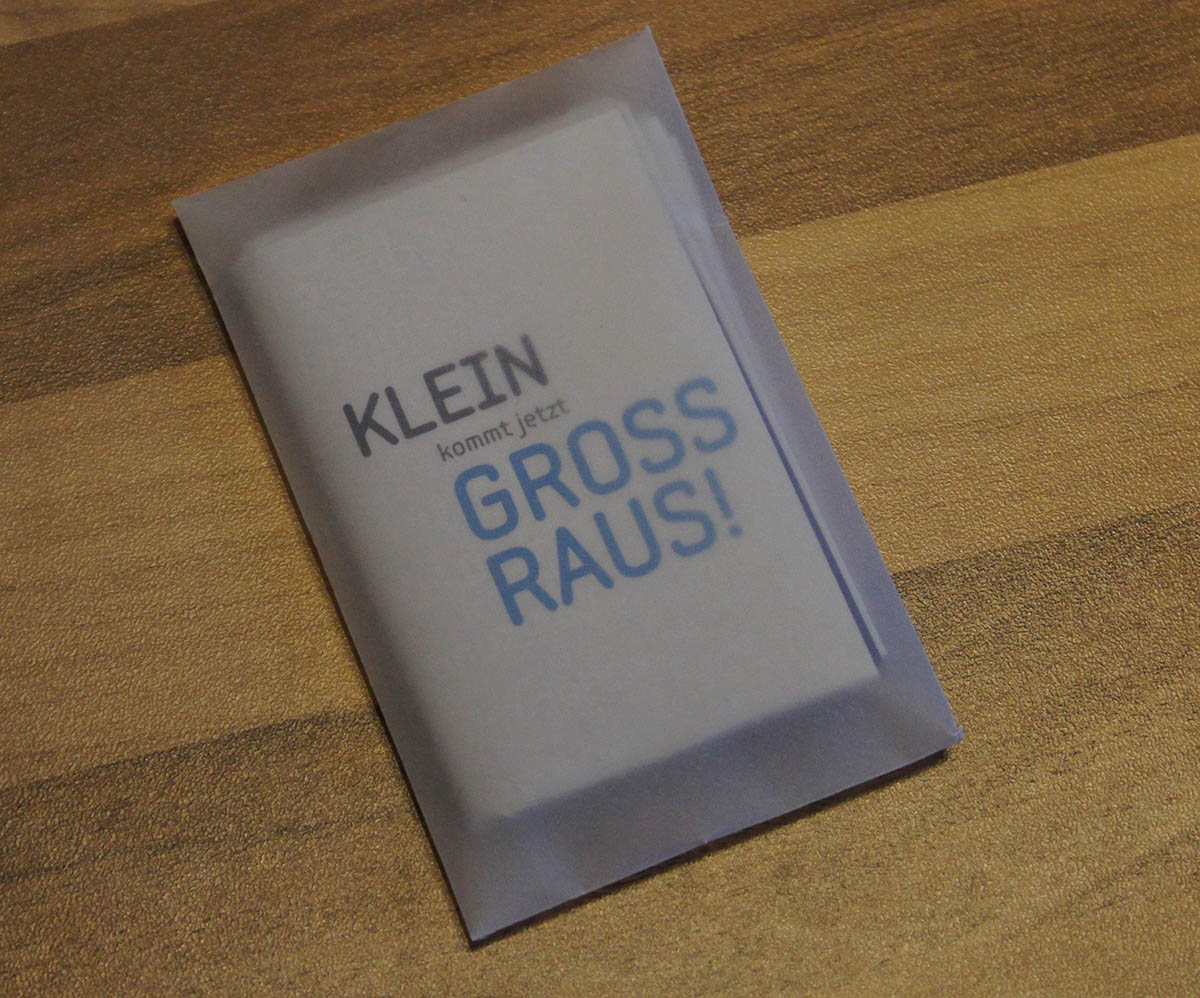 KLEIN
kommt jetzt
GROSS
RAUS!